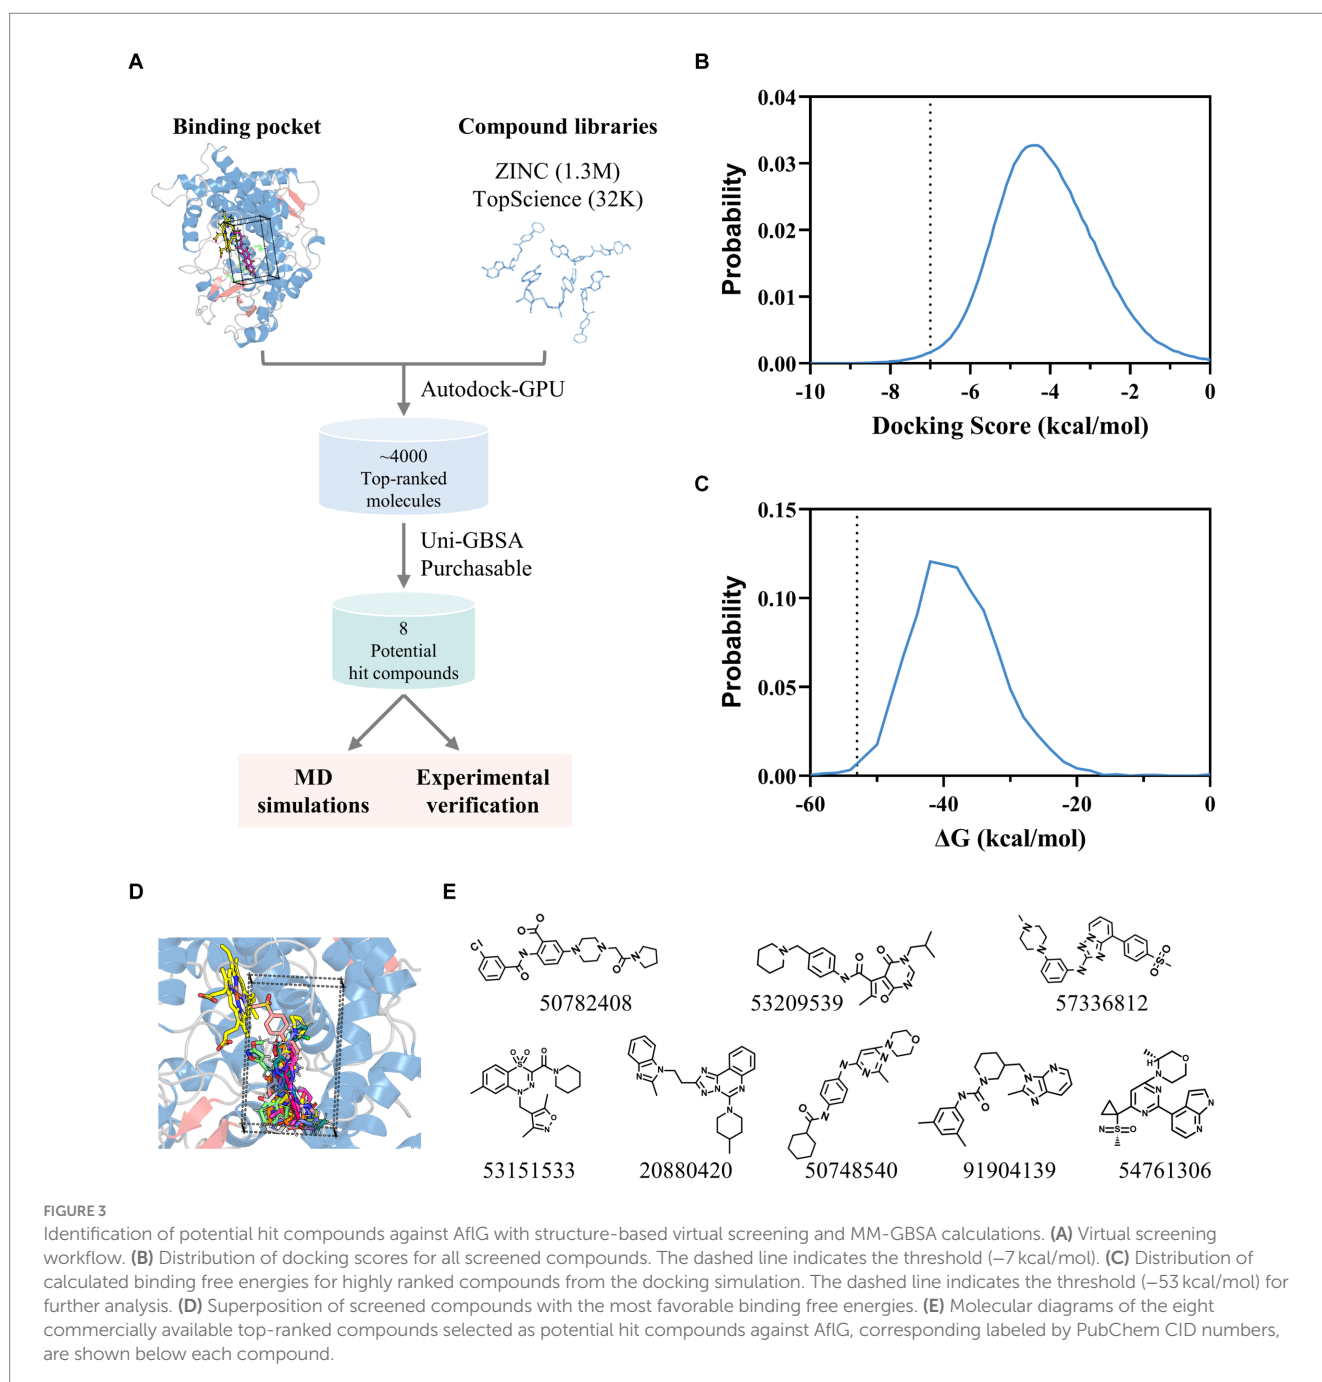 A
Binding pocket
Compound libraries
ZINC (1.3M)
TopScience (32K)
Autodock-GPU
~4000
Top-ranked
molecules
Uni-GBSA
Purchasable
8
Potential
hit compounds
MD
simulations
Experimental
verification
B
Probability
0.04
0.03
0.02
0.01
0.00
-10
-8
-6
-4
-2
0
Docking Score (kcal/mol)
C
Probability
0.15
0.10
0.05
0.00
-60
-40
-20
0
ΔG (kcal/mol)
D
E
50782408
53209539
57336812
53151533
20880420
50748540
91904139
54761306
FIGURE 3
Identification of potential hit compounds against AflG with structure-based virtual screening and MM-GBSA calculations. (A) Virtual screening
workflow. (B) Distribution of docking scores for all screened compounds. The dashed line indicates the threshold (−7 kcal/mol). (C) Distribution of
calculated binding free energies for highly ranked compounds from the docking simulation. The dashed line indicates the threshold (−53 kcal/mol) for
further analysis. (D) Superposition of screened compounds with the most favorable binding free energies. (E) Molecular diagrams of the eight
commercially available top-ranked compounds selected as potential hit compounds against AflG, corresponding labeled by PubChem CID numbers,
are shown below each compound.